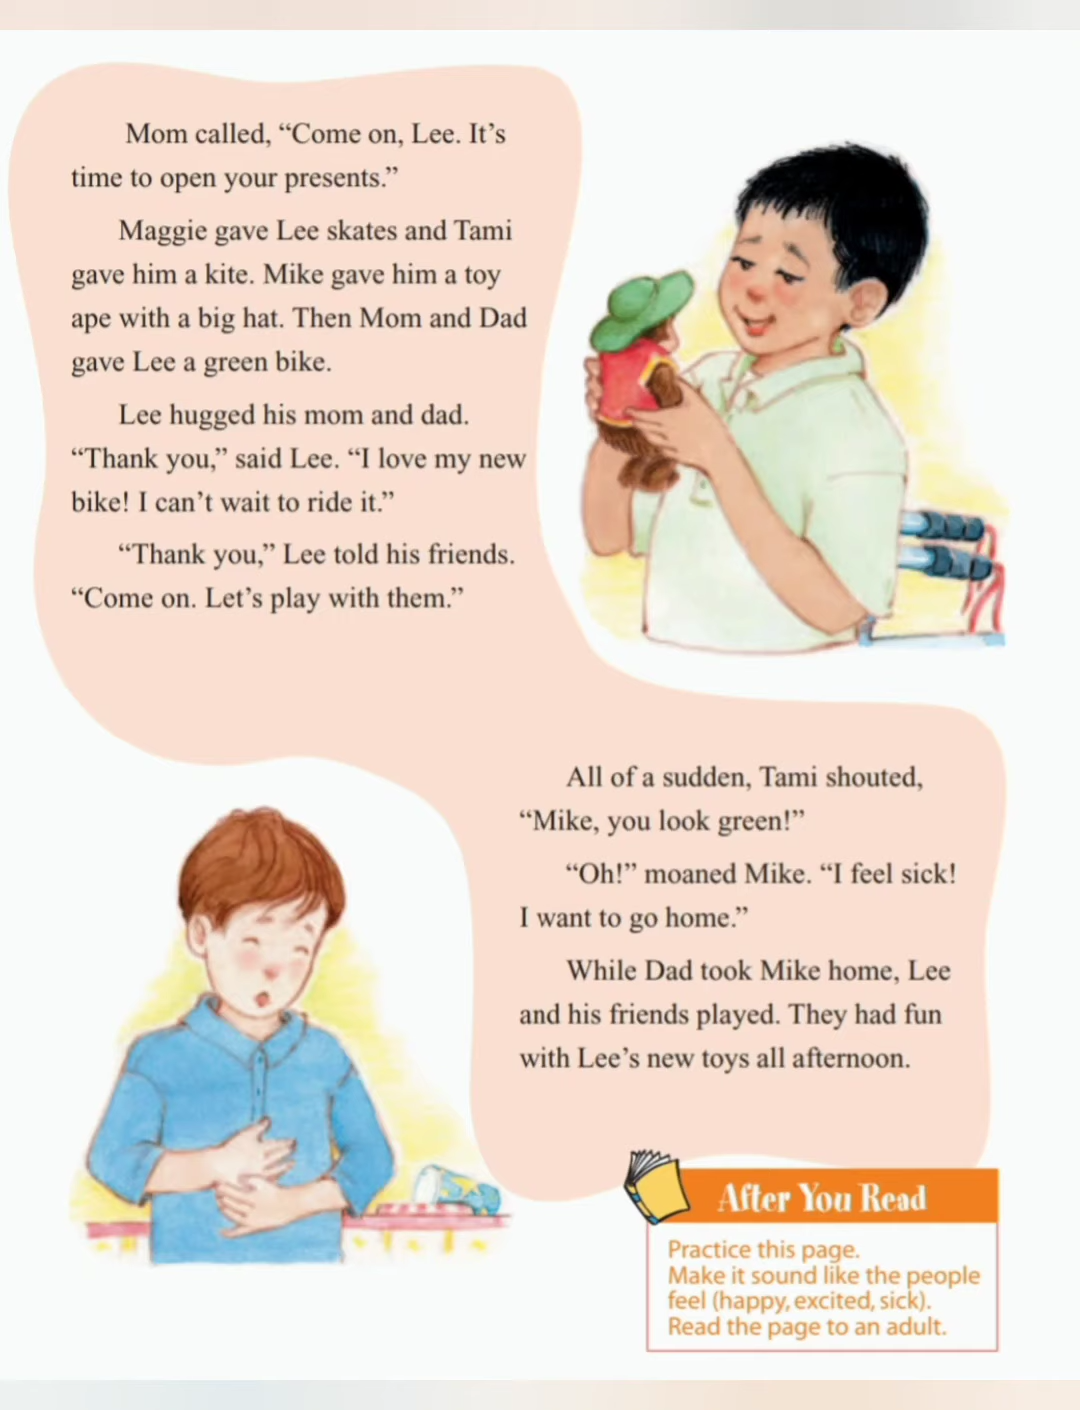 Mom called, “Come on, Lee. It’s
time to open your presents.”
Maggie gave Lee skates and Tami
gave him a kite. Mike gave him a toy
ape with a big hat. Then Mom and Dad
gave Lee a green bike.
Lee hugged his mom and dad.
“Thank you,” said Lee. “I love my new
bike! I can’t wait to ride it.”
“Thank you,” Lee told his friends.
“Come on. Let’s play with them.”
All of a sudden, Tami shouted,
“Mike, you look green!”
“Oh!” moaned Mike. “I feel sick!
I want to go home.”
While Dad took Mike home, Lee
and his friends played. They had fun
with Lee’s new toys all afternoon.
After You Read
Practice this page.
Make it sound like the people
feel (happy, excited, sick).
Read the page to an adult.